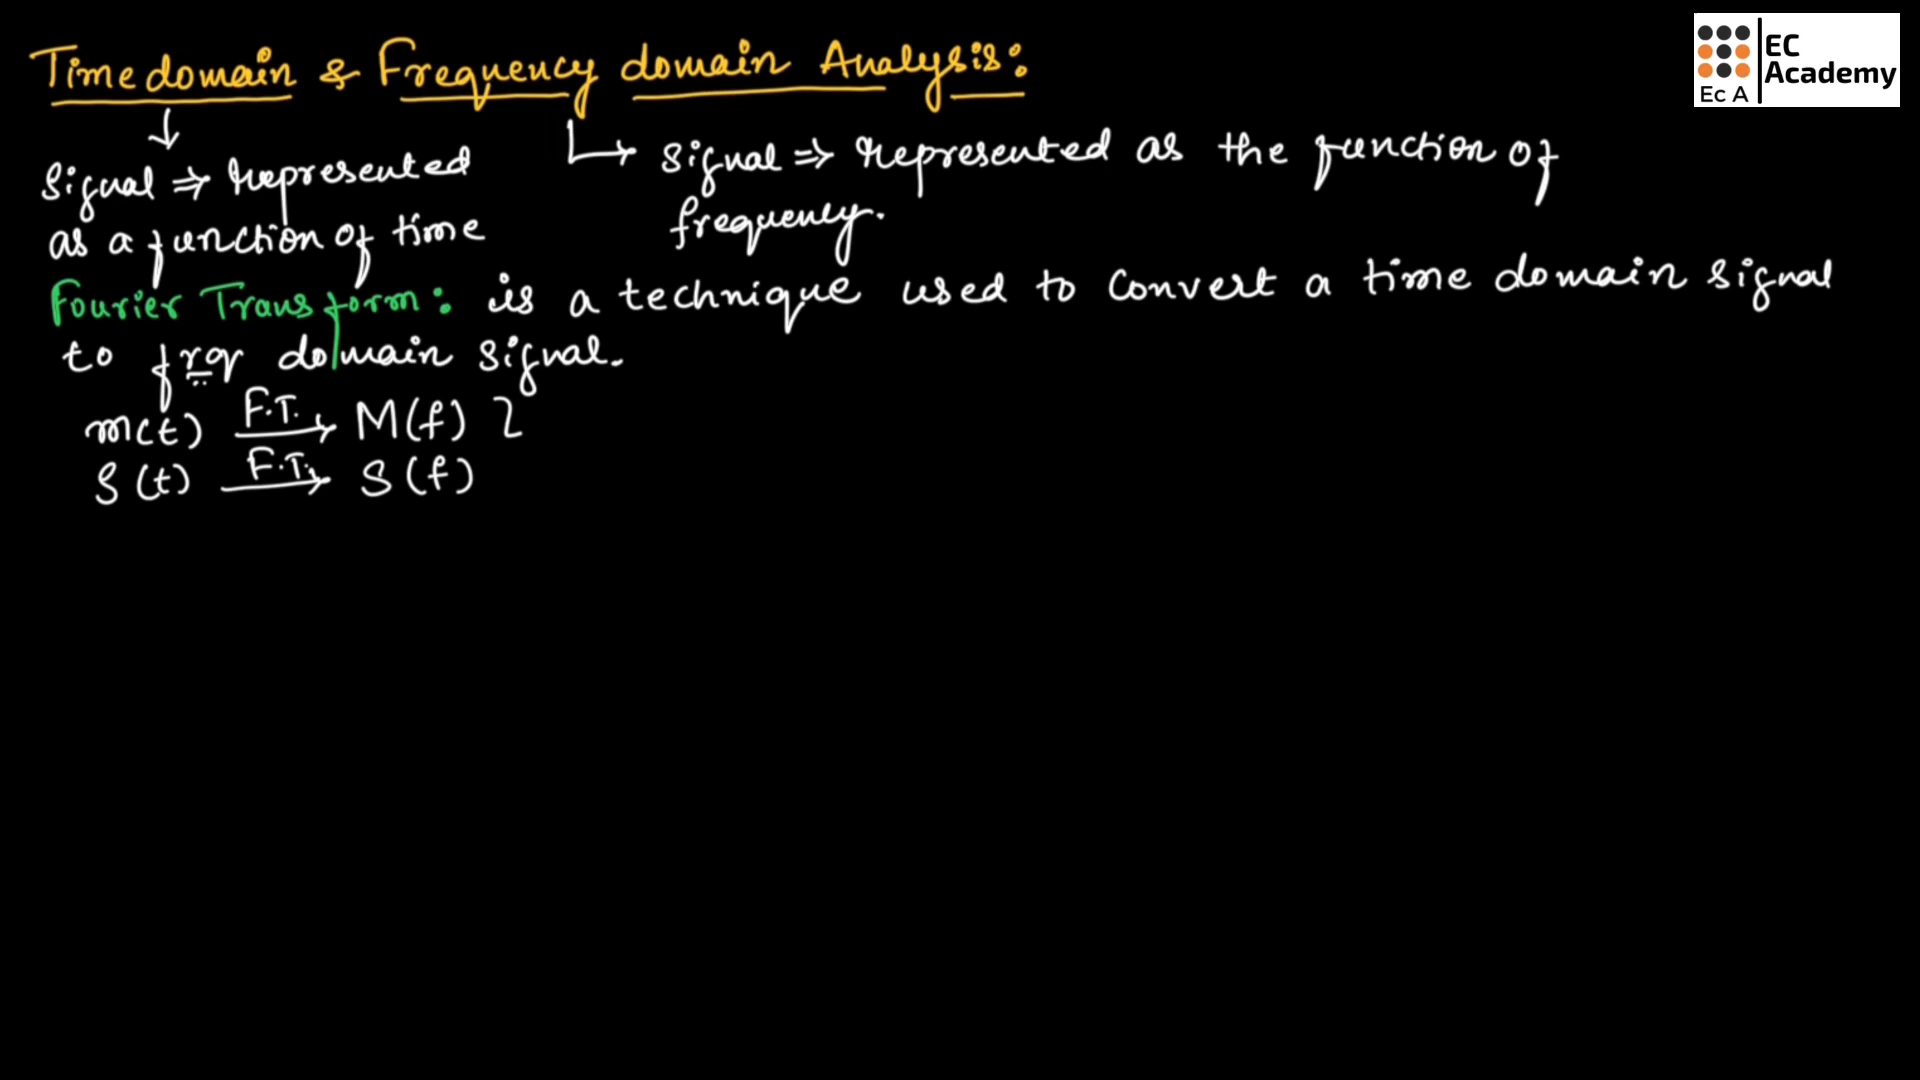 Time domain & Frequency domain Analysis:
EC Academy
Ec A
Signal ⇒ Represented as a function of time
↳ Signal ⇒ Represented as the function of frequency.
Fourier Transform: is a technique used to Convert a time domain signal
to freq domain signal.
m(t) F.T. → M(f)
S(t) F.T. → S(f)